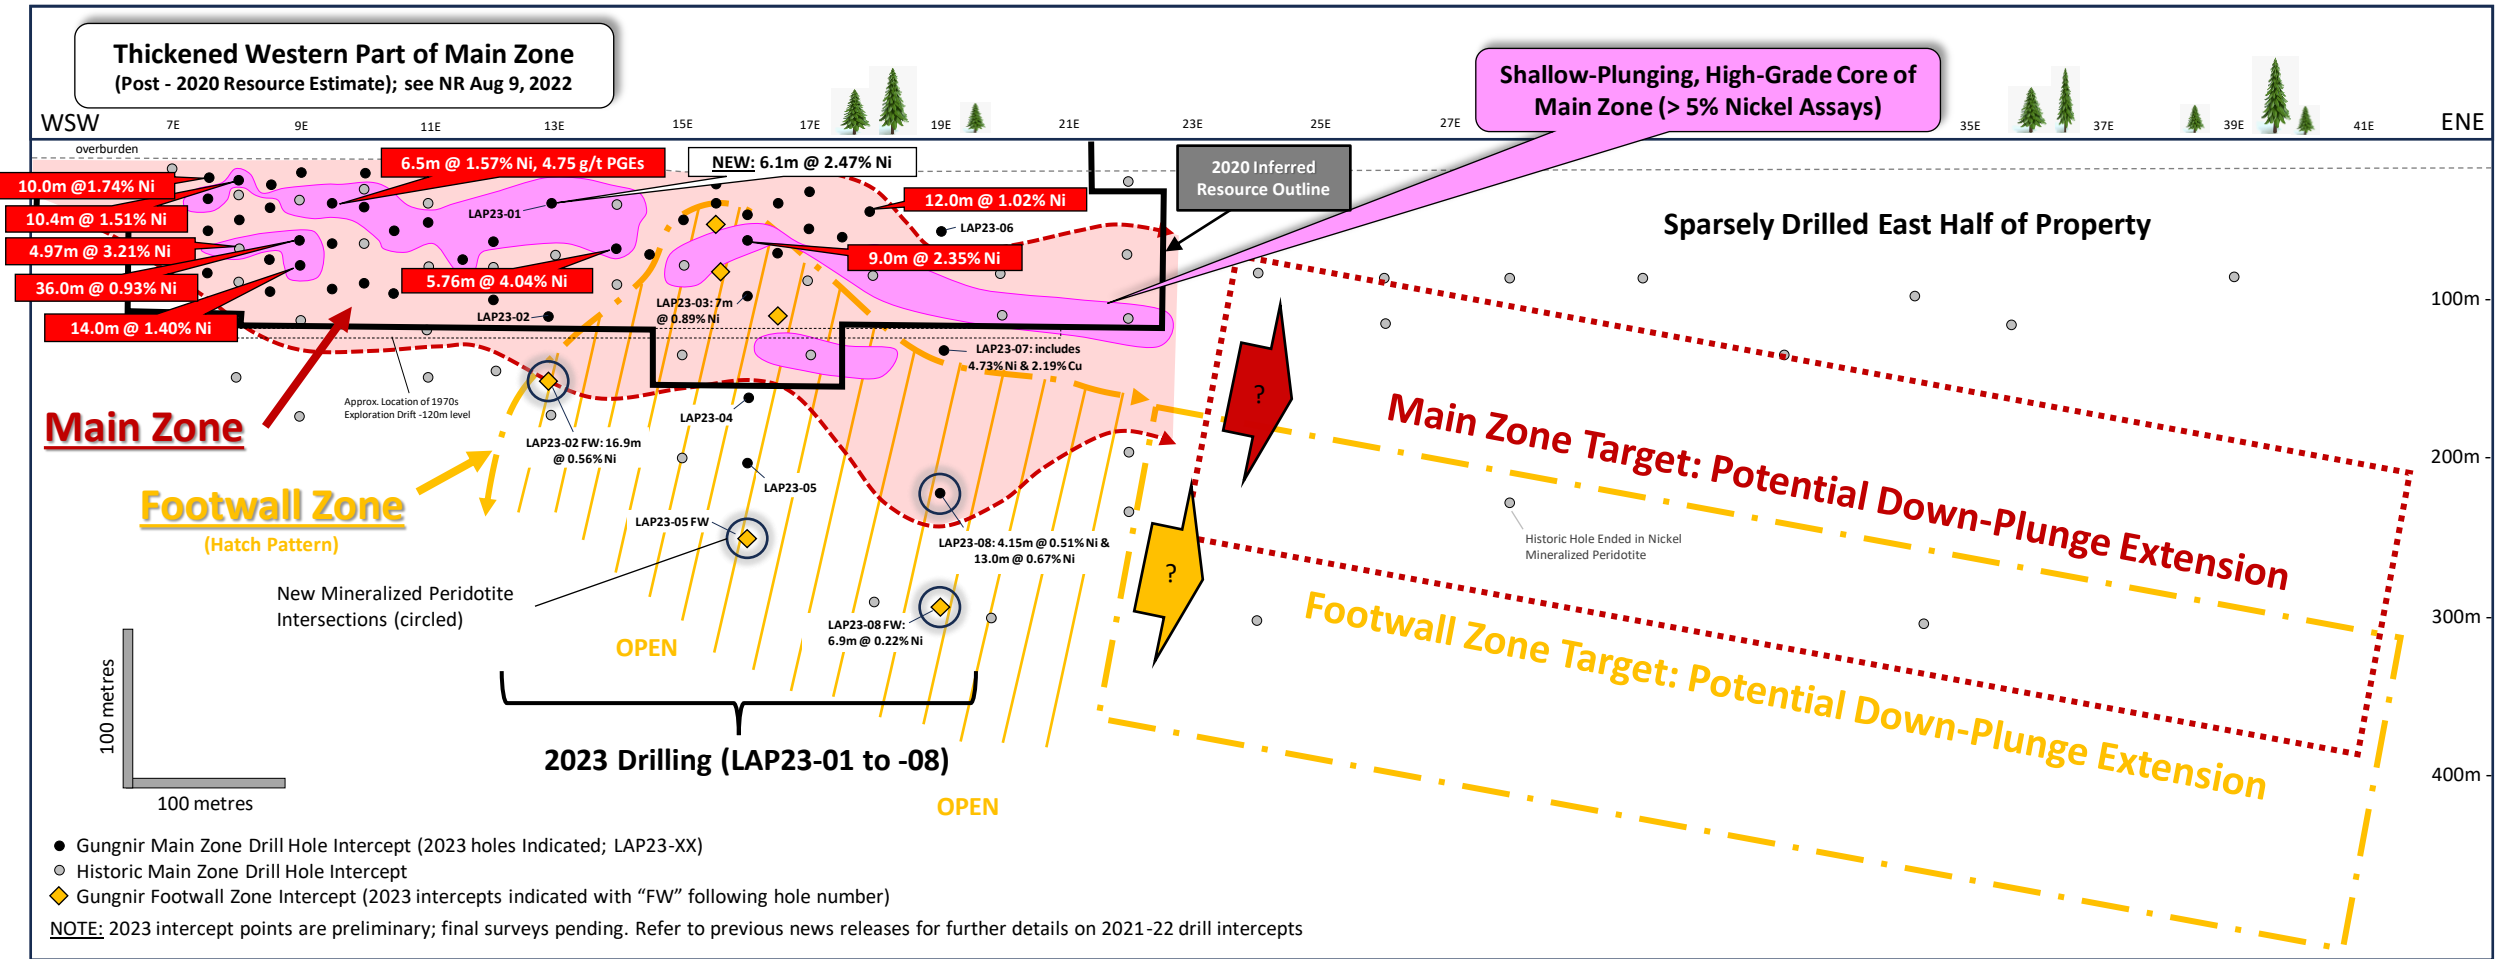 Thickened Western Part of Main Zone
(Post - 2020 Resource Estimate); see NR Aug 9, 2022
Shallow-Plunging, High-Grade Core of
Main Zone (> 5% Nickel Assays)
WSW
7E
9E
11E
13E
15E
17E
19E
21E
23E
25E
27E
35E
37E
39E
41E
ENE
overburden
6.5m @ 1.57% Ni, 4.75 g/t PGEs
NEW: 6.1m @ 2.47% Ni
2020 Inferred
Resource Outline
10.0m @1.74% Ni
10.4m @ 1.51% Ni
4.97m @ 3.21% Ni
36.0m @ 0.93% Ni
14.0m @ 1.40% Ni
5.76m @ 4.04% Ni
12.0m @ 1.02% Ni
9.0m @ 2.35% Ni
LAP23-01
LAP23-06
Sparsely Drilled East Half of Property
LAP23-02
LAP23-03: 7m
@ 0.89% Ni
100m
LAP23-07: includes
4.73% Ni & 2.19% Cu
Approx. Location of 1970s
Exploration Drift -120m level
Main Zone
LAP23-04
LAP23-02 FW: 16.9m
@ 0.56% Ni
?
Main Zone Target: Potential Down-Plunge Extension
200m
LAP23-05
Footwall Zone
(Hatch Pattern)
LAP23-05 FW
LAP23-08: 4.15m @ 0.51% Ni &
13.0m @ 0.67% Ni
Historic Hole Ended in Nickel
Mineralized Peridotite
?
New Mineralized Peridotite
Intersections (circled)
LAP23-08 FW:
6.9m @ 0.22% Ni
Footwall Zone Target: Potential Down-Plunge Extension
300m
OPEN
100 metres
100 metres
2023 Drilling (LAP23-01 to -08)
400m
OPEN
Gungnir Main Zone Drill Hole Intercept (2023 holes Indicated; LAP23-XX)
Historic Main Zone Drill Hole Intercept
Gungnir Footwall Zone Intercept (2023 intercepts indicated with “FW” following hole number)
NOTE: 2023 intercept points are preliminary; final surveys pending. Refer to previous news releases for further details on 2021-22 drill intercepts